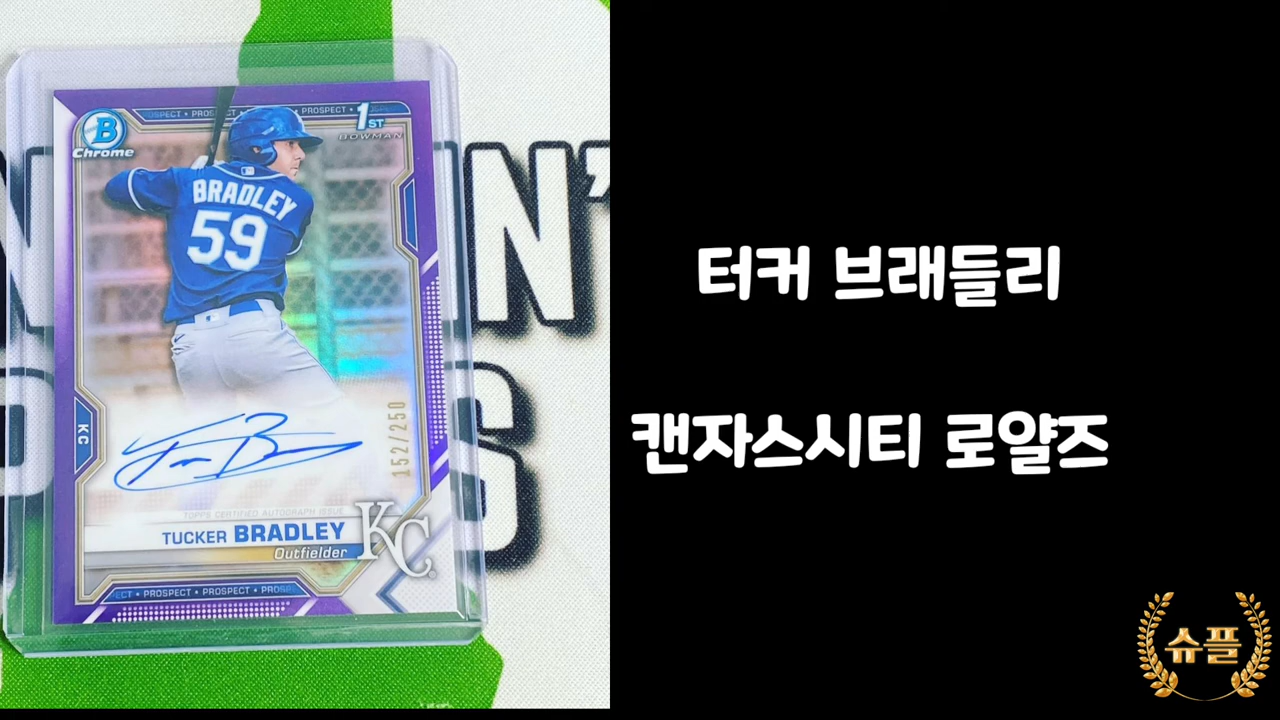 PROSPECT • PROSPECT • PROSPECT •
B
Chrome
1ST
BOWMAN
BRADLEY
59
KC
152/250
TOPPS CERTIFIED AUTOGRAPH ISSUE
TUCKER BRADLEY
Outfielder
KC
PROSPECT • PROSPECT • PROSPECT
터커 브래들리
캔자스시티 로얄즈
슈플